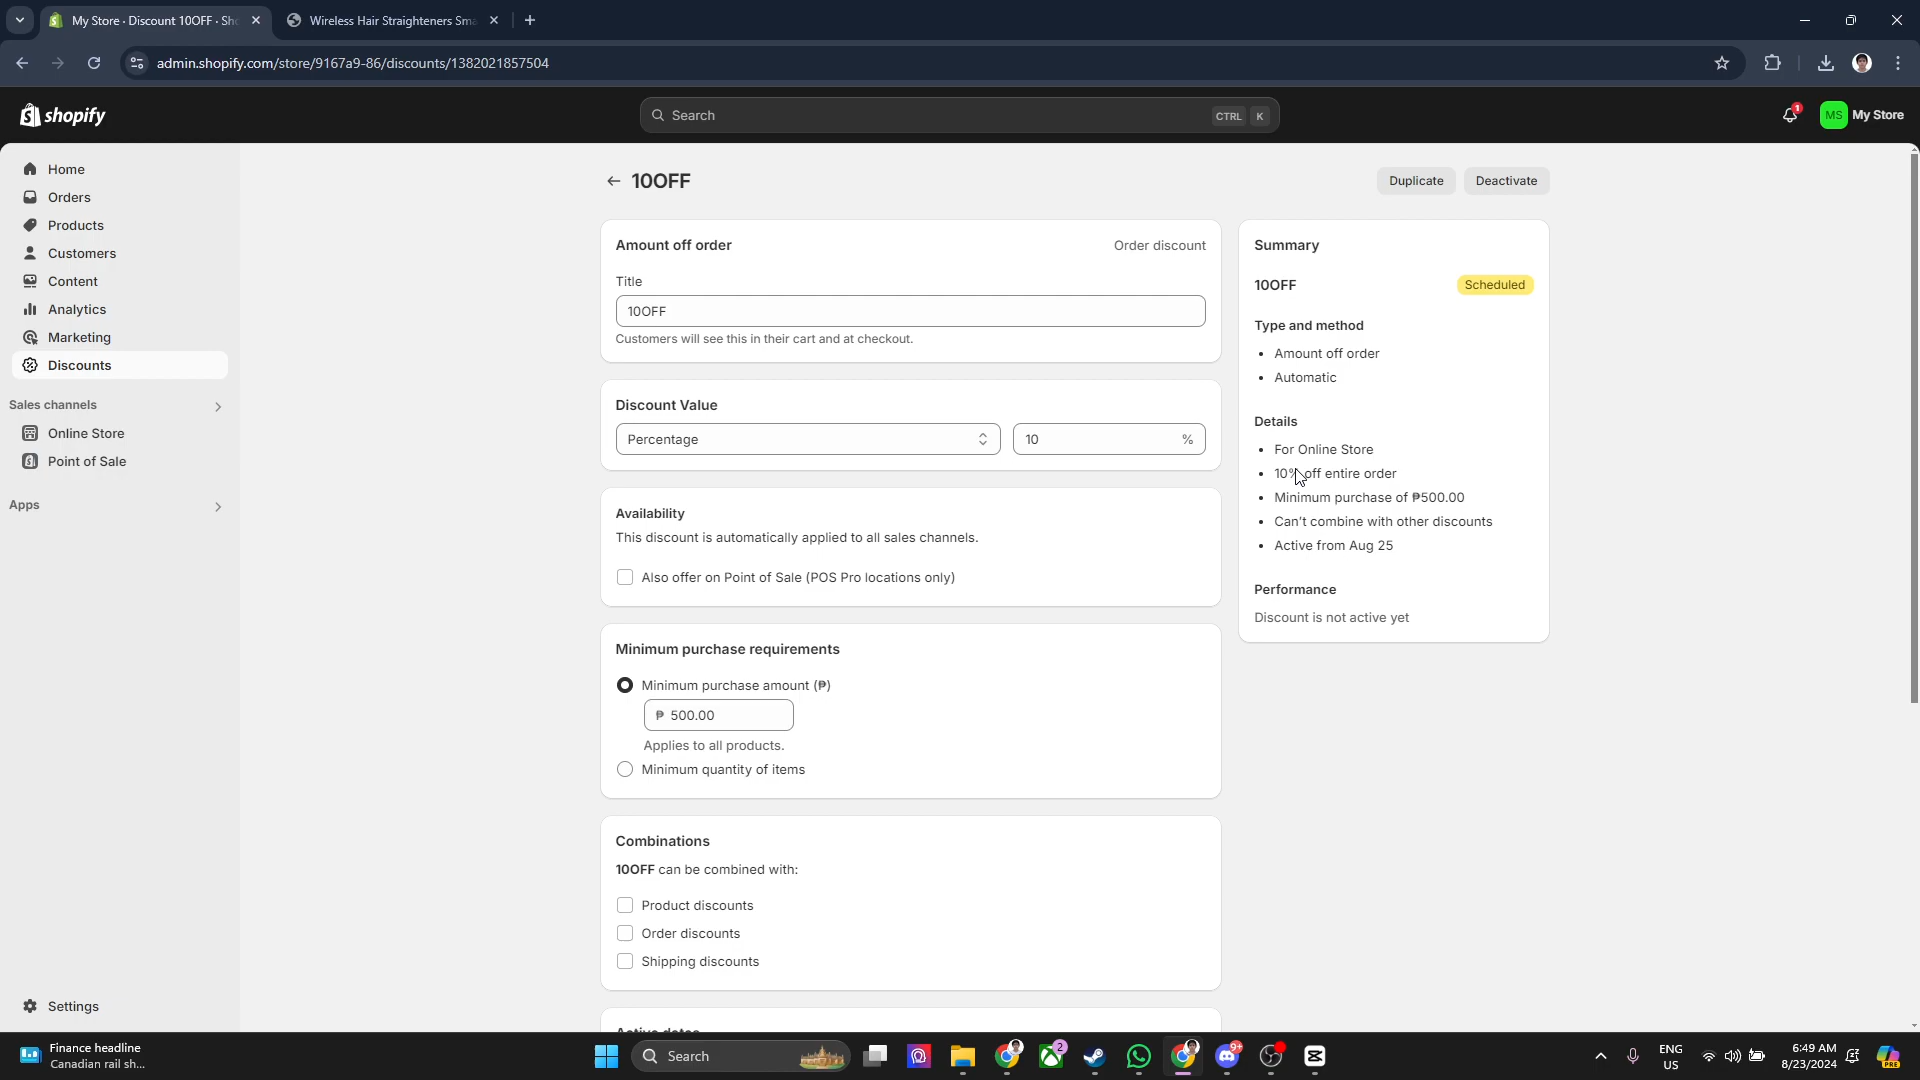 My Store · Discount 10OFF · Sh
Wireless Hair Straighteners Sma
admin.shopify.com/store/9167a9-86/discounts/1382021857504
shopify
Search
CTRL K
1
MS My Store
Home
Orders
Products
Customers
Content
Analytics
Marketing
Discounts
Sales channels
Online Store
Point of Sale
Apps
Settings
10OFF
Duplicate
Deactivate
Amount off order
Order discount
Title
10OFF
Customers will see this in their cart and at checkout.
Discount Value
Percentage
10 %
Availability
This discount is automatically applied to all sales channels.
Also offer on Point of Sale (POS Pro locations only)
Minimum purchase requirements
Minimum purchase amount (₱)
₱ 500.00
Applies to all products.
Minimum quantity of items
Combinations
10OFF can be combined with:
Product discounts
Order discounts
Shipping discounts
Active dates
Summary
10OFF
Scheduled
Type and method
• Amount off order
• Automatic
Details
• For Online Store
• 10% off entire order
• Minimum purchase of ₱500.00
• Can't combine with other discounts
• Active from Aug 25
Performance
Discount is not active yet
Finance headline
Canadian rail sh...
Search
2
9+
ENG
US
6:49 AM
8/23/2024
PRE